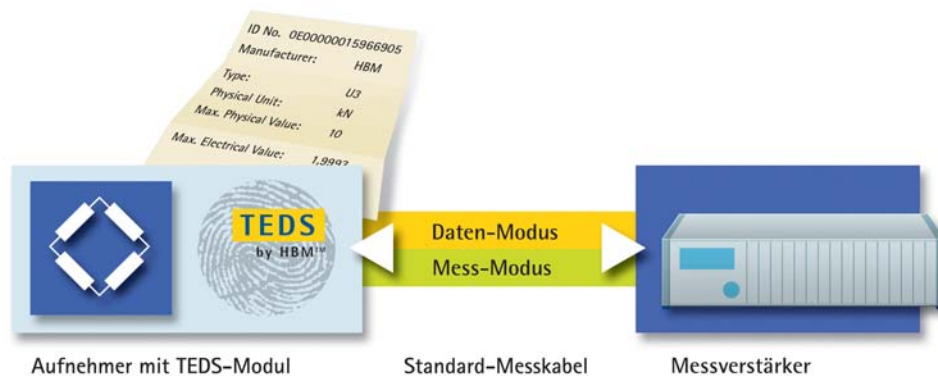 ID No. 0E00000015966905
Manufacturer: HBM
Type: U3
Physical Unit: kN
Max. Physical Value: 10
Max. Electrical Value: 1,9993
TEDS
by HBM™
Daten-Modus
Mess-Modus
Aufnehmer mit TEDS-Modul
Standard-Messkabel
Messverstärker